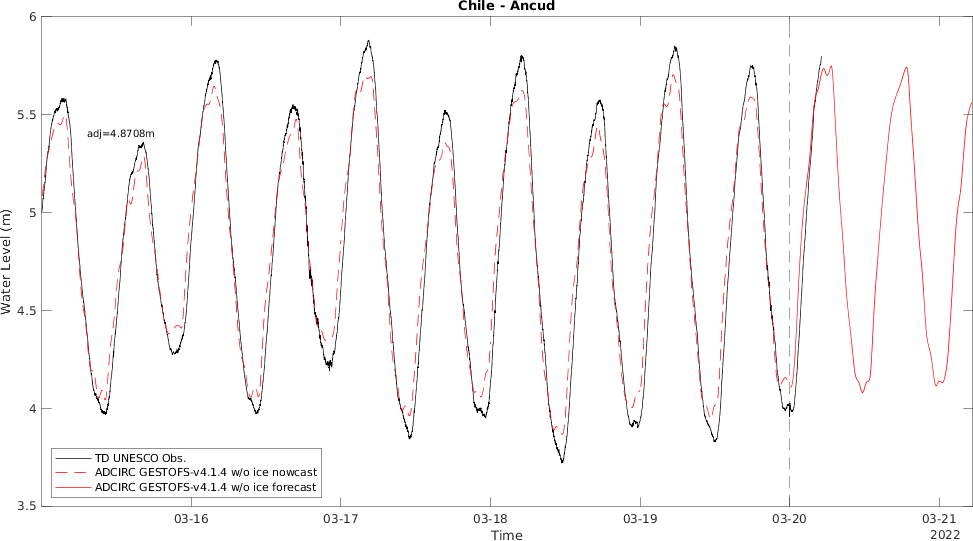 Chile - Ancud
6
5.5
5
4.5
4
3.5
Water Level (m)
adj=4.8708m
TD UNESCO Obs.
ADCIRC GESTOFS-v4.1.4 w/o ice nowcast
ADCIRC GESTOFS-v4.1.4 w/o ice forecast
03-16
03-17
03-18
03-19
03-20
03-21
2022
Time